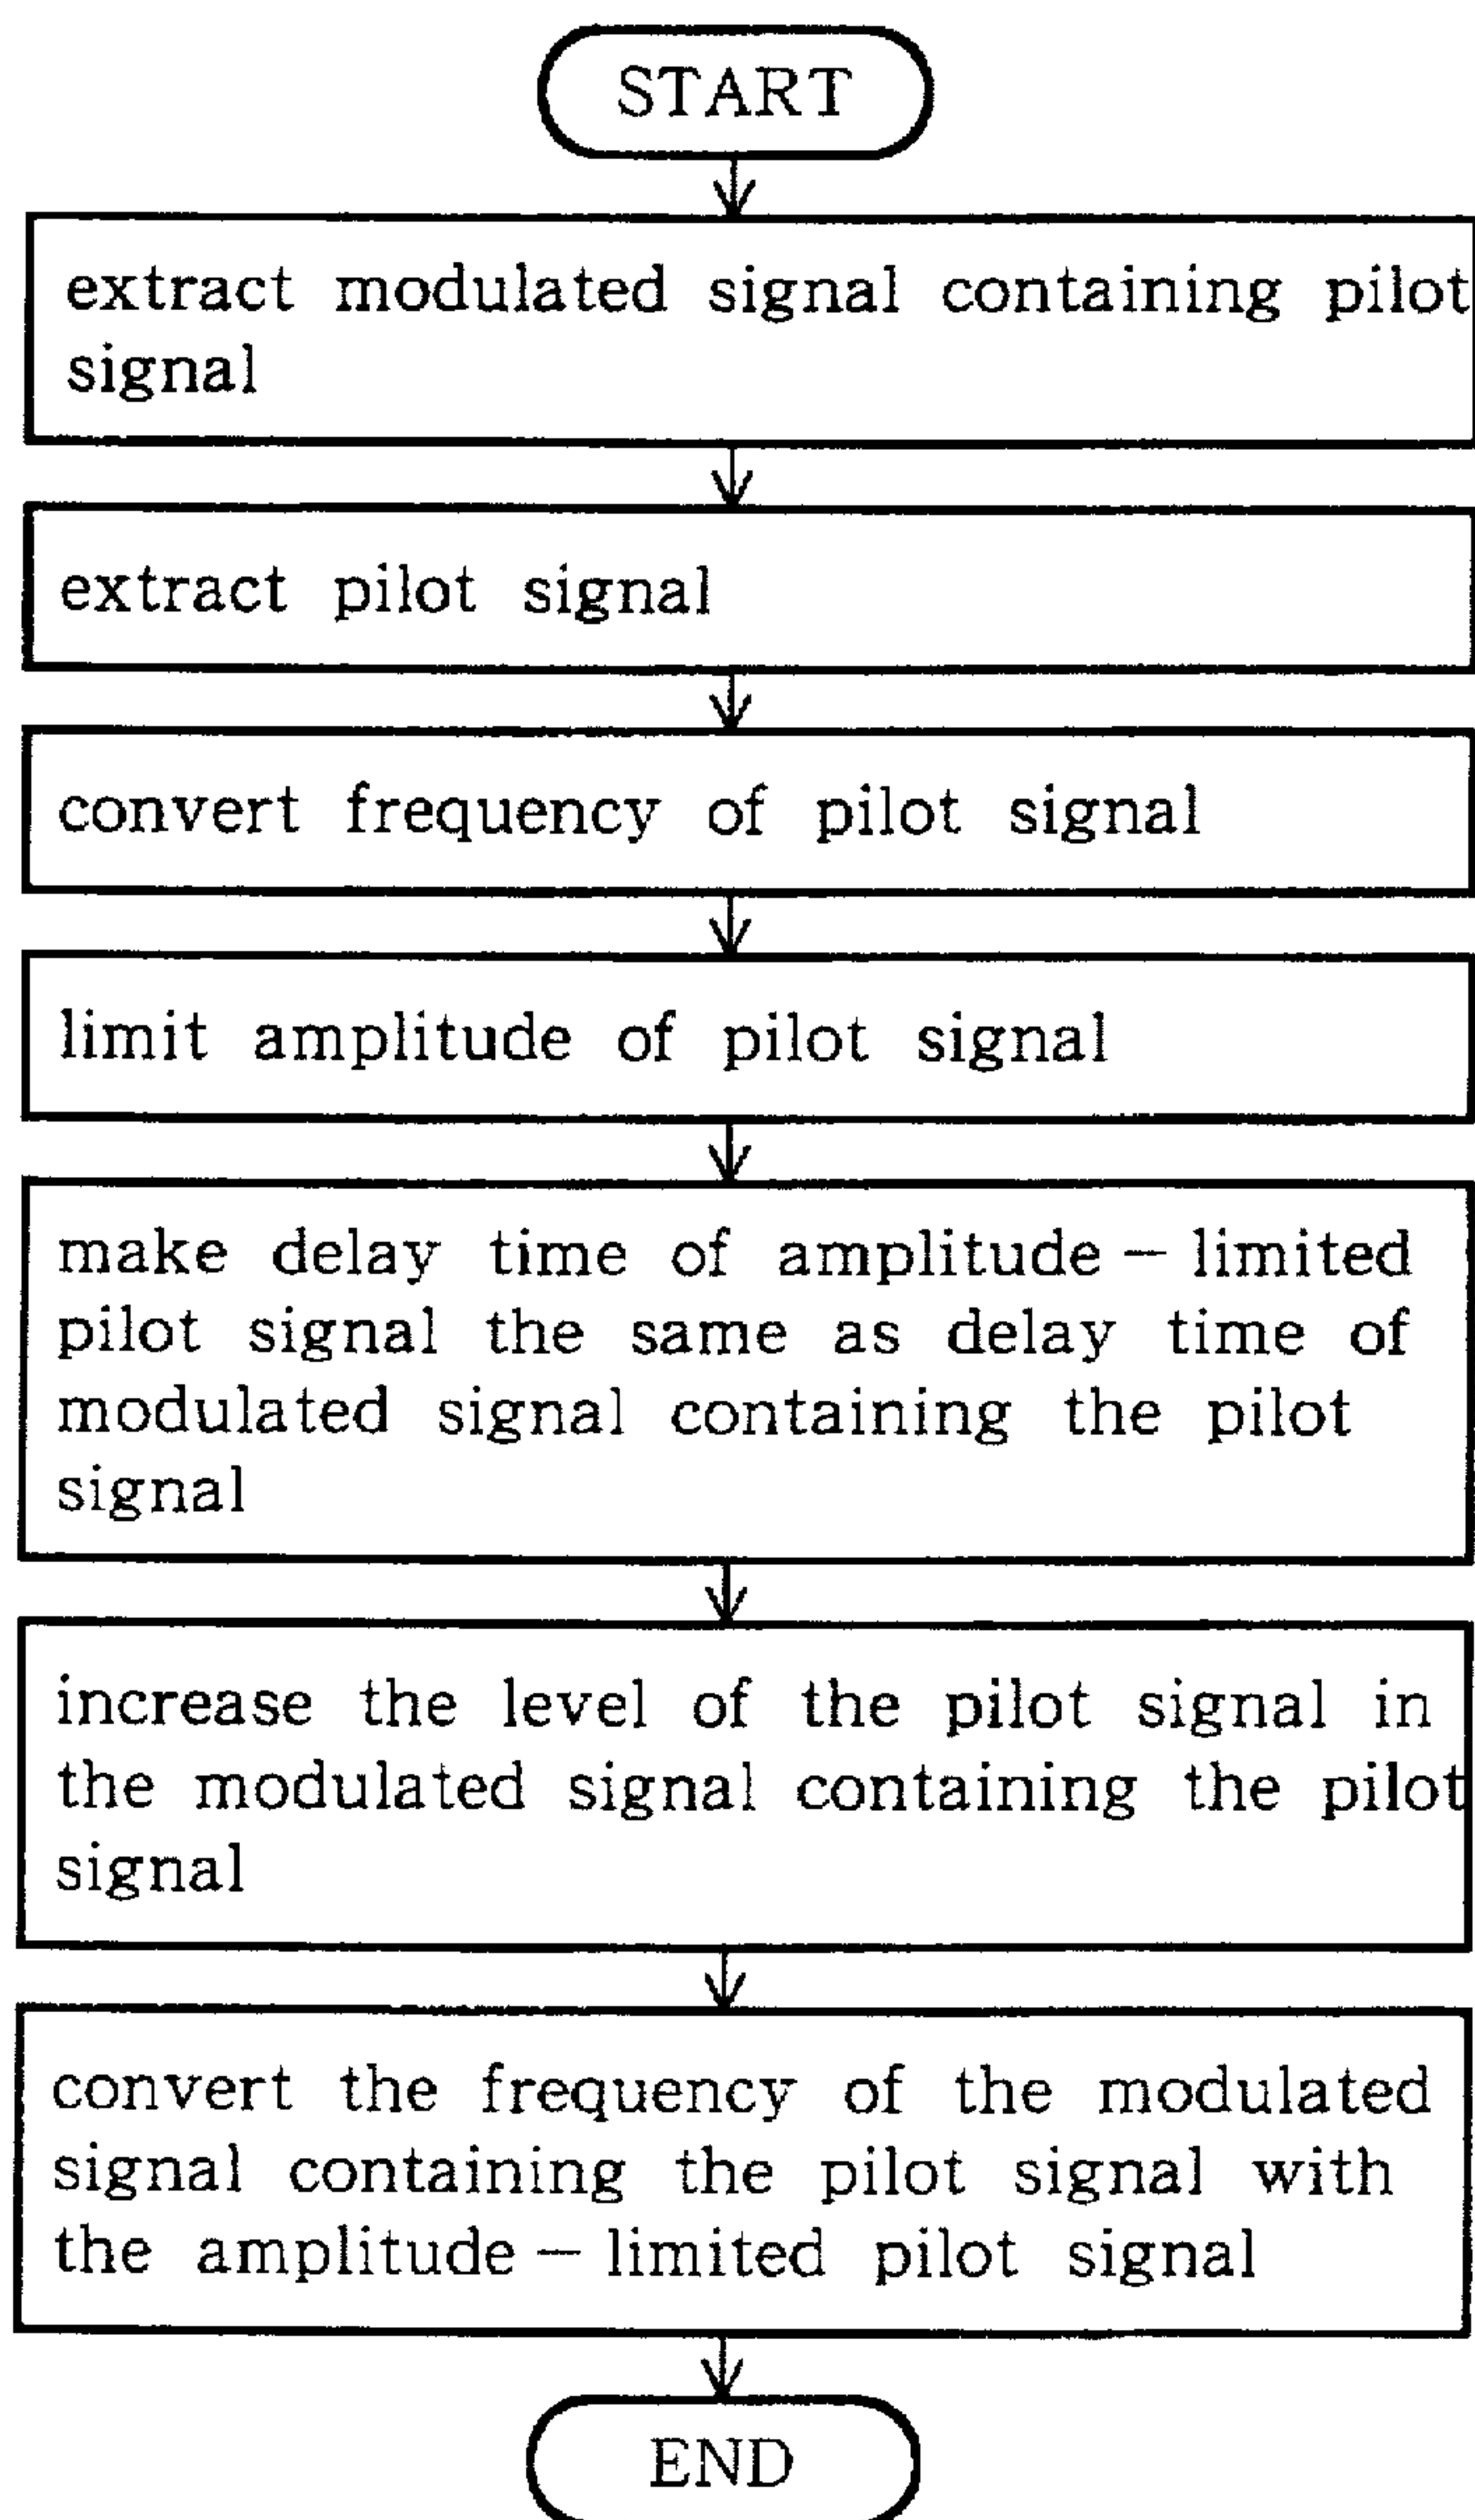 START
extract modulated signal containing pilot
signal
extract pilot signal
convert frequency of pilot signal
limit amplitude of pilot signal
make delay time of amplitude - limited
pilot signal the same as delay time of
modulated signal containing the pilot
signal
increase the level of the pilot signal in
the modulated signal containing the pilot
signal
convert the frequency of the modulated
signal containing the pilot signal with
the amplitude - limited pilot signal
END